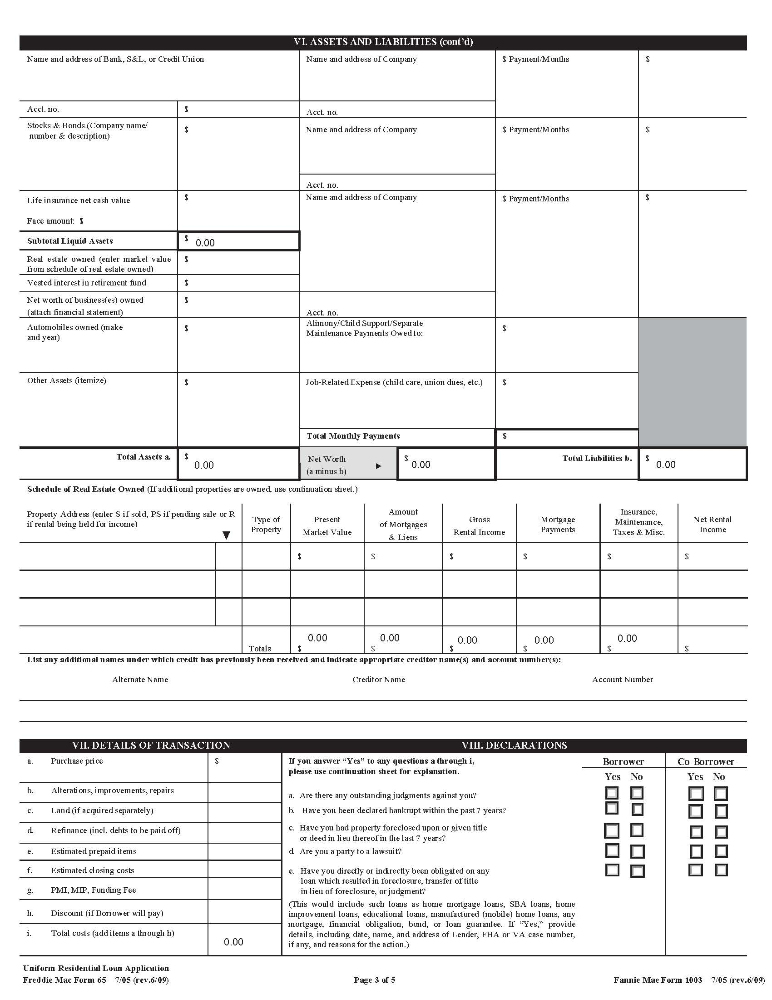 VI. ASSETS AND LIABILITIES (cont’d)
Name and address of Bank, S&L, or Credit Union
Name and address of Company
$ Payment/Months
$
Acct. no.
$
Acct. no.
Stocks & Bonds (Company name/
number & description)
$
Name and address of Company
$ Payment/Months
$
Acct. no.
Life insurance net cash value
$
Face amount: $
Name and address of Company
$ Payment/Months
$
Subtotal Liquid Assets
$ 0.00
Real estate owned (enter market value
from schedule of real estate owned)
$
Vested interest in retirement fund
$
Net worth of business(es) owned
(attach financial statement)
$
Acct. no.
Automobiles owned (make
and year)
$
Alimony/Child Support/Separate
Maintenance Payments Owed to:
$
Other Assets (itemize)
$
Job-Related Expense (child care, union dues, etc.)
$
Total Monthly Payments
$
Total Assets a.
$ 0.00
Net Worth
(a minus b)
►
$ 0.00
Total Liabilities b.
$ 0.00
Schedule of Real Estate Owned (If additional properties are owned, use continuation sheet.)
Property Address (enter S if sold, PS if pending sale or R
if rental being held for income)
▼
Type of
Property
Present
Market Value
Amount
of Mortgages
& Liens
Gross
Rental Income
Mortgage
Payments
Insurance,
Maintenance,
Taxes & Misc.
Net Rental
Income
$ $ $ $ $ $
0.00 0.00 0.00 0.00 0.00
Totals $ $ $ $ $ $
List any additional names under which credit has previously been received and indicate appropriate creditor name(s) and account number(s):
Alternate Name Creditor Name Account Number
VII. DETAILS OF TRANSACTION
a. Purchase price $
b. Alterations, improvements, repairs
c. Land (if acquired separately)
d. Refinance (incl. debts to be paid off)
e. Estimated prepaid items
f. Estimated closing costs
g. PMI, MIP, Funding Fee
h. Discount (if Borrower will pay)
i. Total costs (add items a through h)
0.00
VIII. DECLARATIONS
If you answer “Yes” to any questions a through i,
please use continuation sheet for explanation.
Borrower Co-Borrower
Yes No Yes No
a. Are there any outstanding judgments against you?
b. Have you been declared bankrupt within the past 7 years?
c. Have you had property foreclosed upon or given title
or deed in lieu thereof in the last 7 years?
d. Are you a party to a lawsuit?
e. Have you directly or indirectly been obligated on any
loan which resulted in foreclosure, transfer of title
in lieu of foreclosure, or judgment?
(This would include such loans as home mortgage loans, SBA loans, home
improvement loans, educational loans, manufactured (mobile) home loans, any
mortgage, financial obligation, bond, or loan guarantee. If “Yes,” provide
details, including date, name, and address of Lender, FHA or VA case number,
if any, and reasons for the action.)
Uniform Residential Loan Application
Freddie Mac Form 65 7/05 (rev.6/09)
Page 3 of 5
Fannie Mae Form 1003 7/05 (rev.6/09)